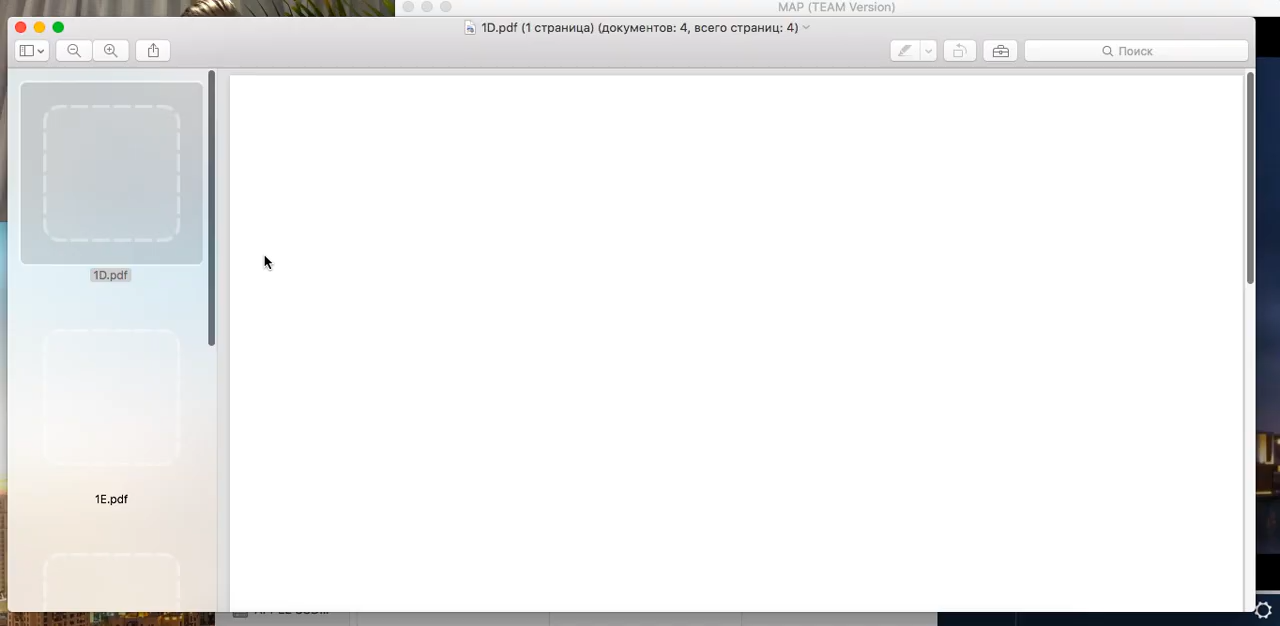 MAP (TEAM Version)
1D.pdf (1 страница) (документов: 4, всего страниц: 4)
Поиск
1D.pdf
1E.pdf